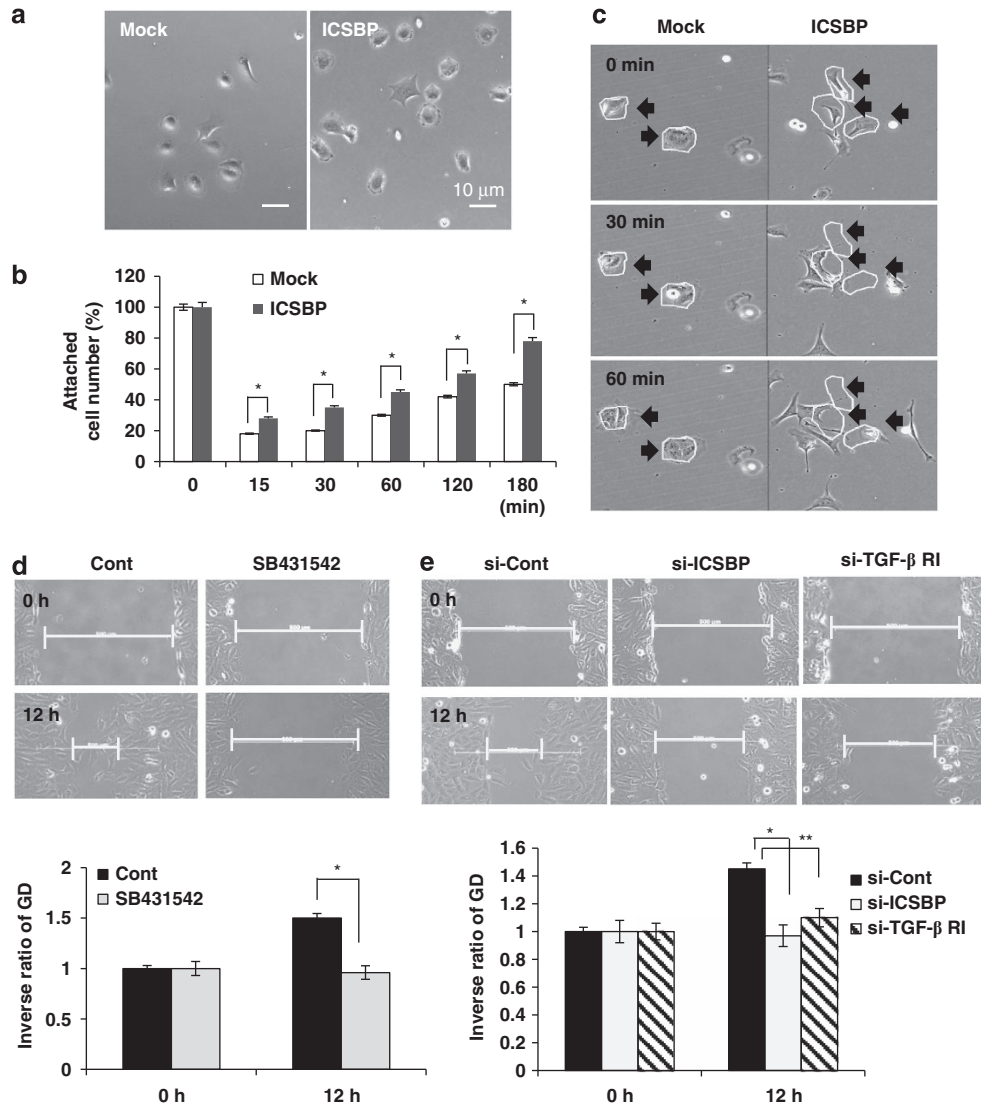 a
Mock
ICSBP
10 μm
b
120
100
80
60
40
20
0
Attached
cell number (%)
Mock
ICSBP
*
*
*
*
*
0 15 30 60 120 180
(min)
c
Mock ICSBP
0 min
30 min
60 min
d
Cont SB431542
0 h
12 h
2
1.5
1
0.5
0
Inverse ratio of GD
Cont
SB431542
*
0 h 12 h
e
si-Cont si-ICSBP si-TGF-β RI
0 h
12 h
1.6
1.4
1.2
1
0.8
0.6
0.4
0.2
0
Inverse ratio of GD
* **
si-Cont
si-ICSBP
si-TGF-β RI
0 h 12 h